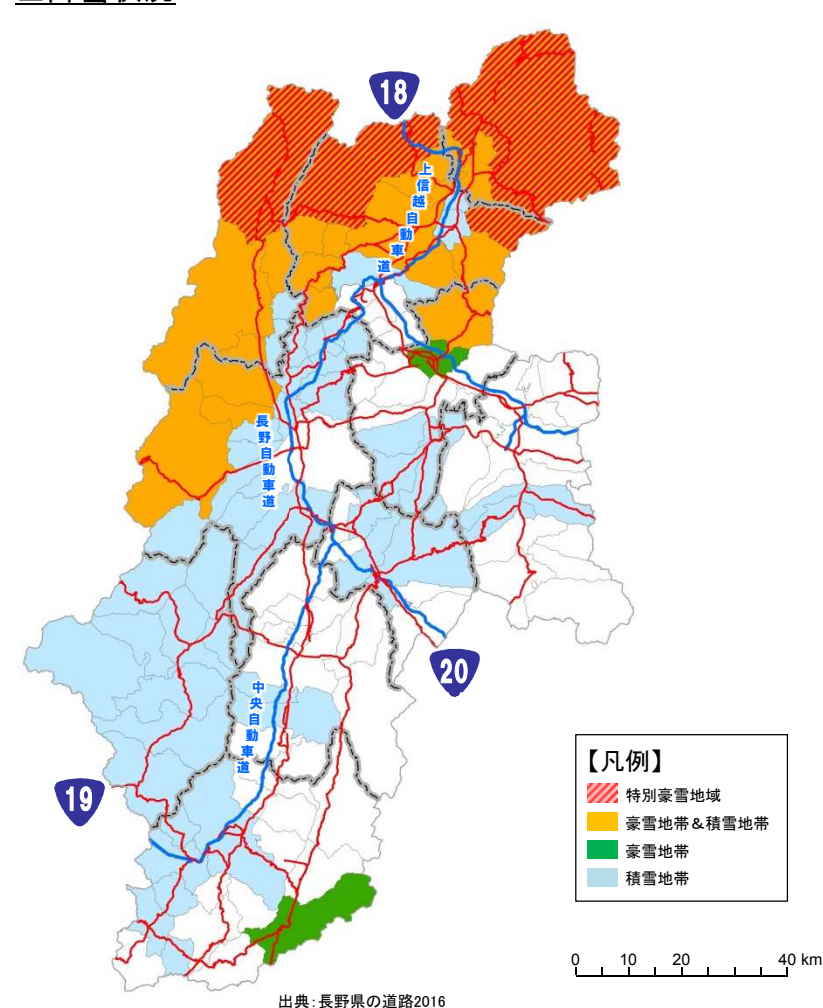 18
上信越自動車道
長野自動車道
20
中央自動車道
19
【凡例】
特別豪雪地域
豪雪地帯＆積雪地帯
豪雪地帯
積雪地帯
0 10 20 40 km
出典：長野県の道路2016